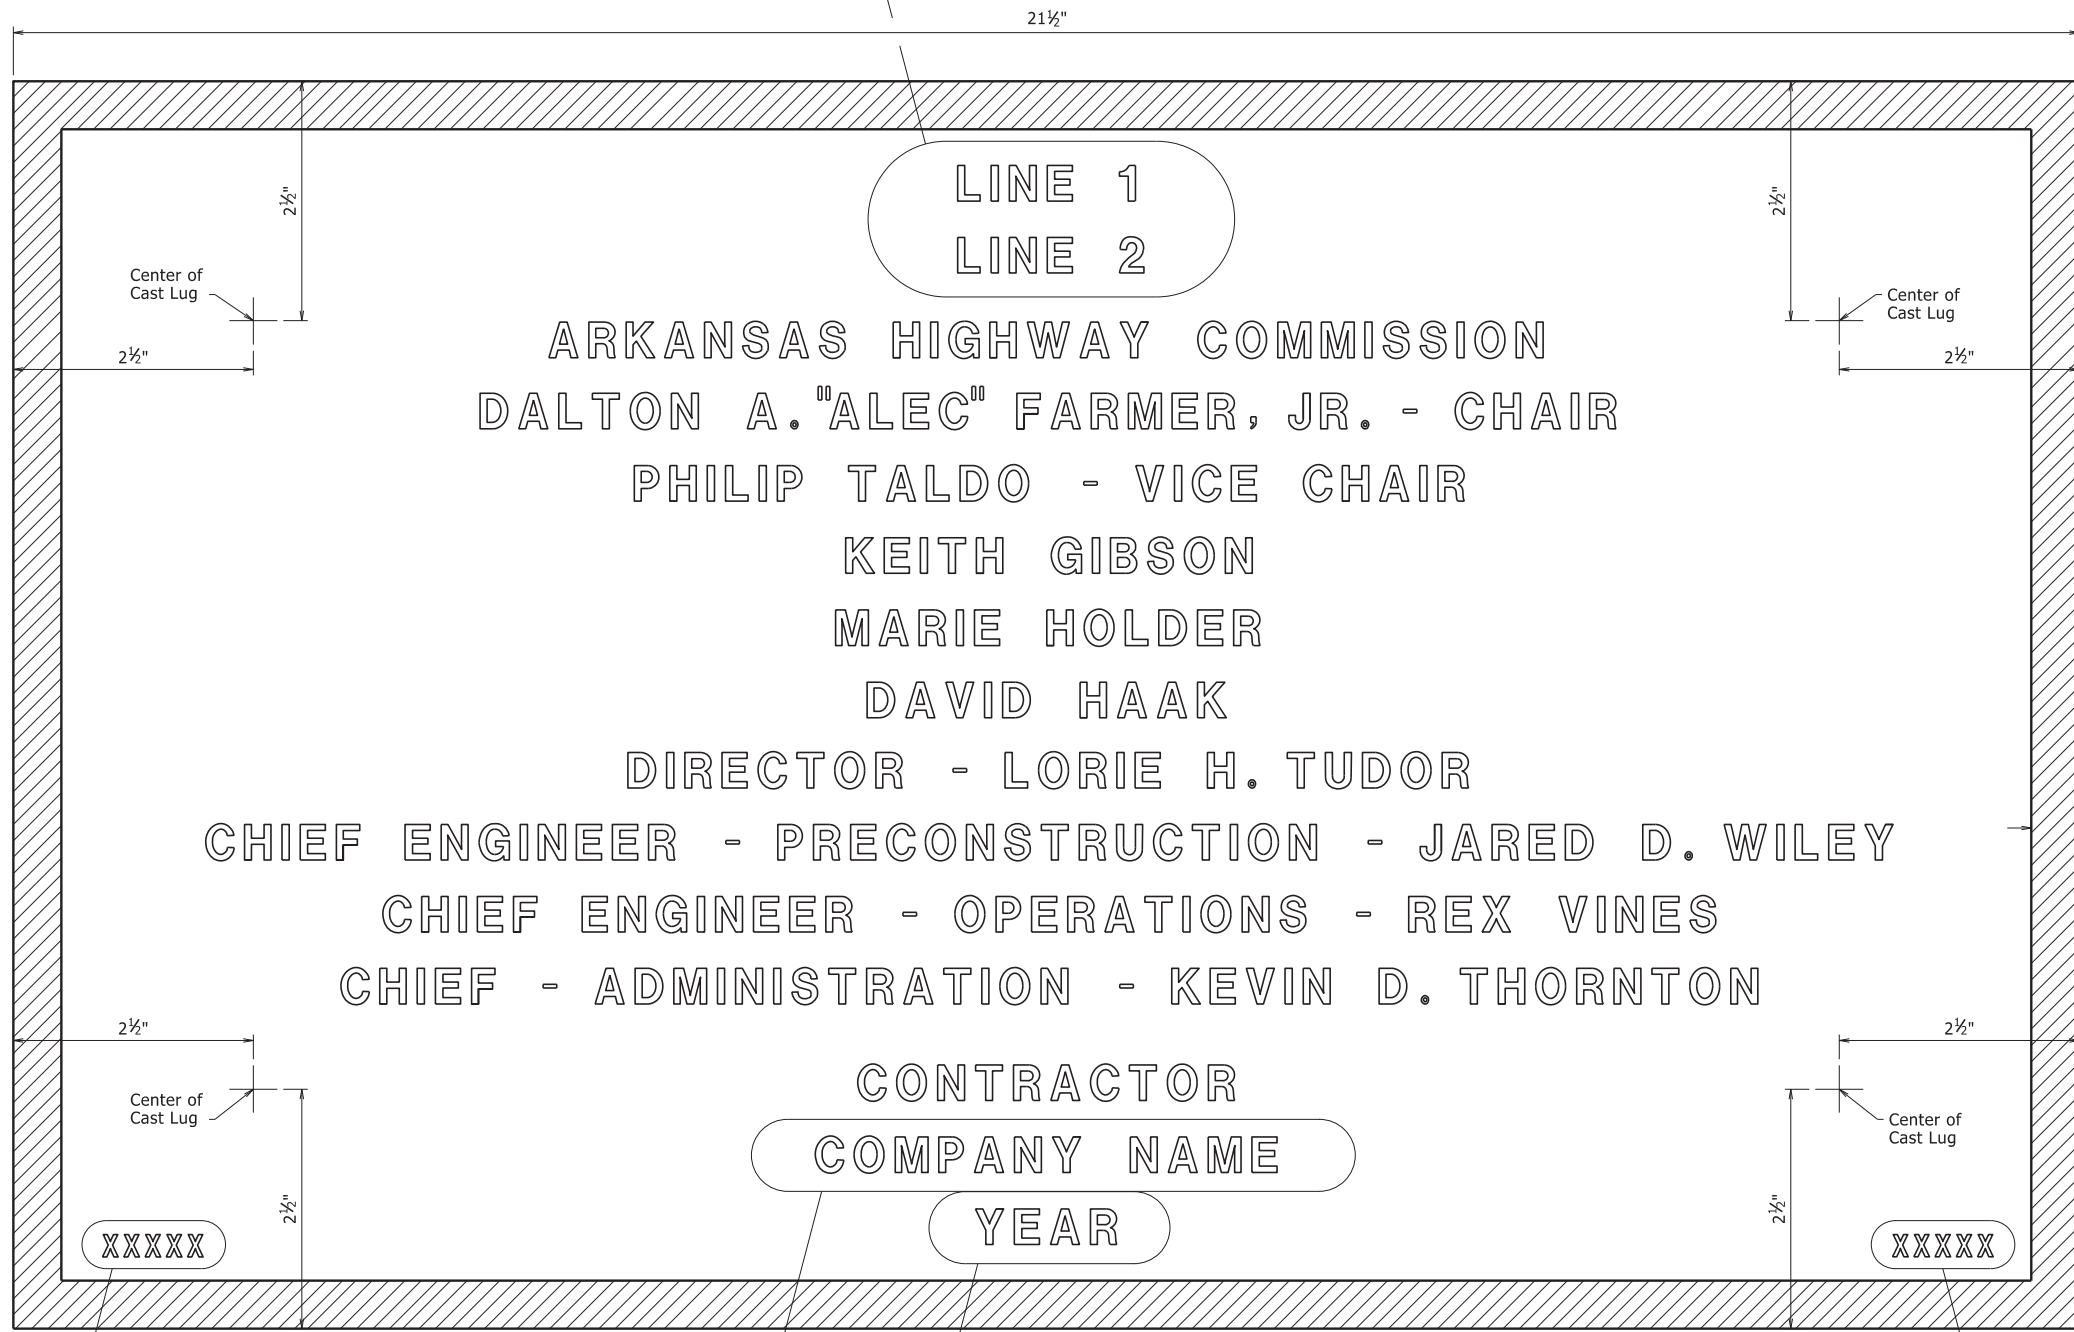 21½"
LINE 1
LINE 2
2½"
2½"
Center of
Cast Lug
Center of
Cast Lug
2½"
2½"
ARKANSAS HIGHWAY COMMISSION
DALTON A. "ALEC" FARMER, JR. - CHAIR
PHILIP TALDO - VICE CHAIR
KEITH GIBSON
MARIE HOLDER
DAVID HAAK
DIRECTOR - LORIE H. TUDOR
CHIEF ENGINEER - PRECONSTRUCTION - JARED D. WILEY
CHIEF ENGINEER - OPERATIONS - REX VINES
CHIEF - ADMINISTRATION - KEVIN D. THORNTON
2½"
2½"
Center of
Cast Lug
Center of
Cast Lug
CONTRACTOR
COMPANY NAME
2½"
2½"
YEAR
XXXXX
XXXXX